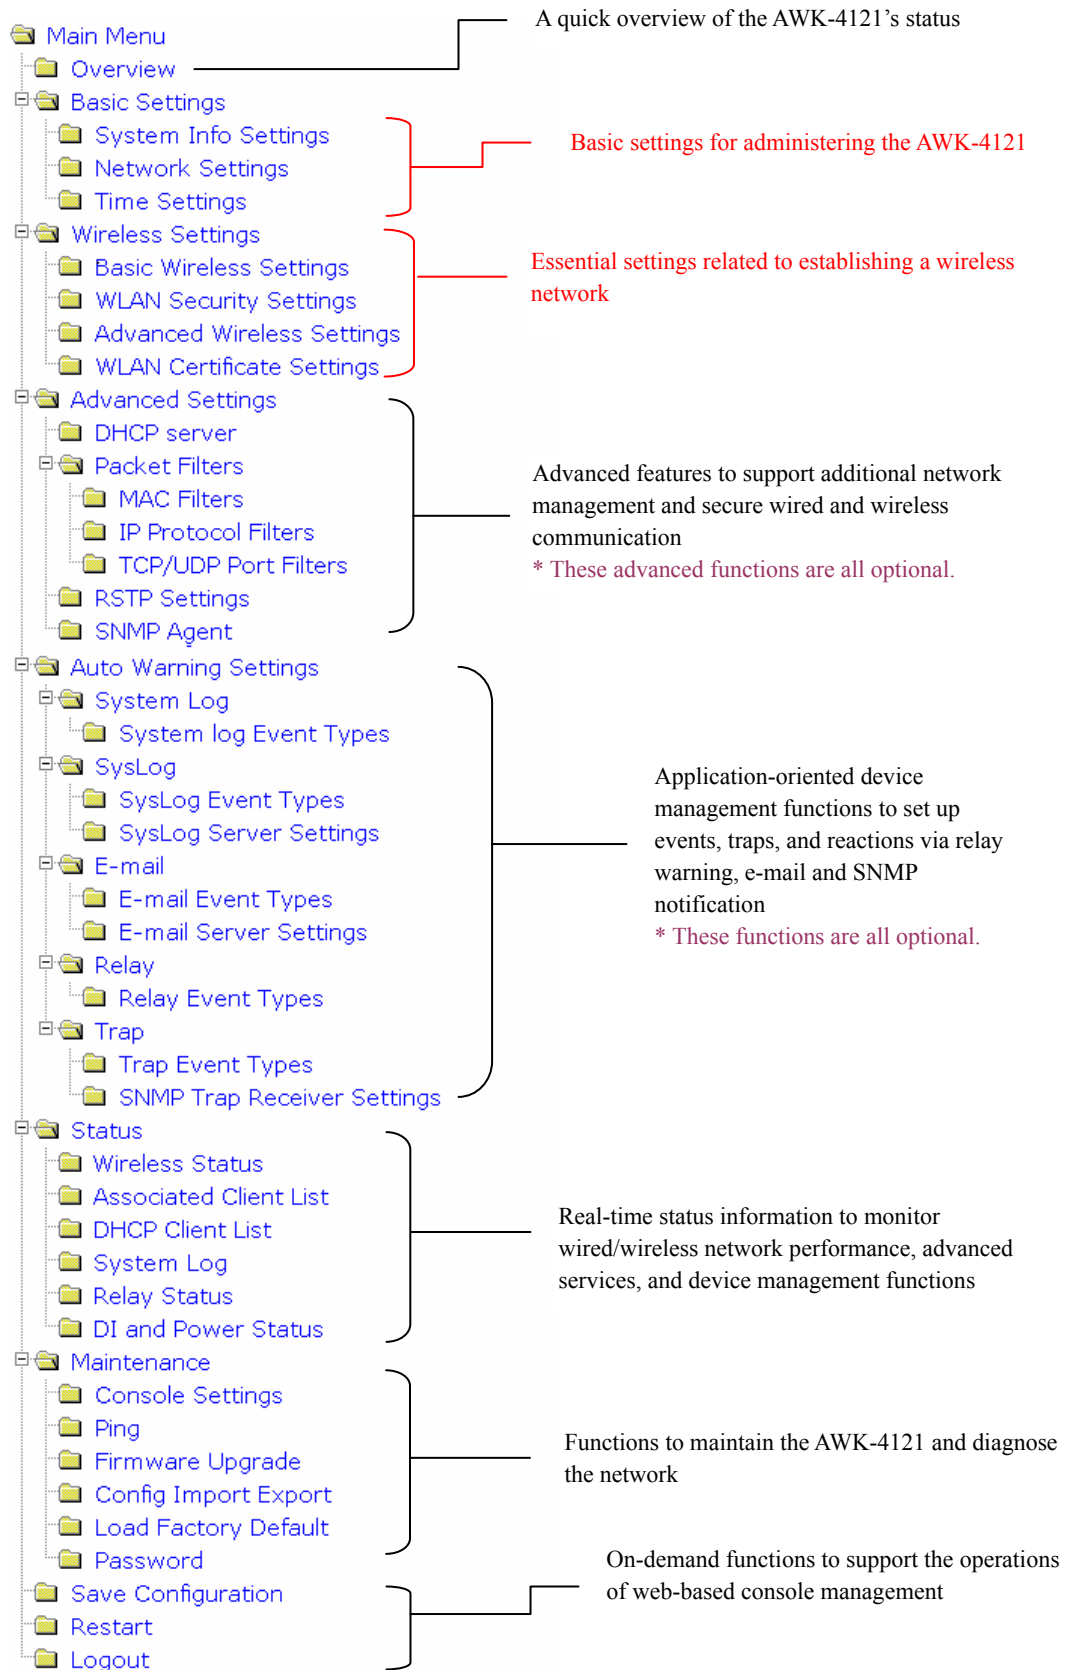 A quick overview of the AWK-4121’s status
Main Menu
Overview
Basic Settings
System Info Settings
Network Settings
Time Settings
Basic settings for administering the AWK-4121
Wireless Settings
Basic Wireless Settings
WLAN Security Settings
Advanced Wireless Settings
WLAN Certificate Settings
Essential settings related to establishing a wireless
network
Advanced Settings
DHCP server
Packet Filters
MAC Filters
IP Protocol Filters
TCP/UDP Port Filters
RSTP Settings
SNMP Agent
Advanced features to support additional network
management and secure wired and wireless
communication
* These advanced functions are all optional.
Auto Warning Settings
System Log
System log Event Types
SysLog
SysLog Event Types
SysLog Server Settings
E-mail
E-mail Event Types
E-mail Server Settings
Relay
Relay Event Types
Trap
Trap Event Types
SNMP Trap Receiver Settings
Application-oriented device
management functions to set up
events, traps, and reactions via relay
warning, e-mail and SNMP
notification
* These functions are all optional.
Status
Wireless Status
Associated Client List
DHCP Client List
System Log
Relay Status
DI and Power Status
Real-time status information to monitor
wired/wireless network performance, advanced
services, and device management functions
Maintenance
Console Settings
Ping
Firmware Upgrade
Config Import Export
Load Factory Default
Password
Functions to maintain the AWK-4121 and diagnose
the network
Save Configuration
Restart
Logout
On-demand functions to support the operations
of web-based console management